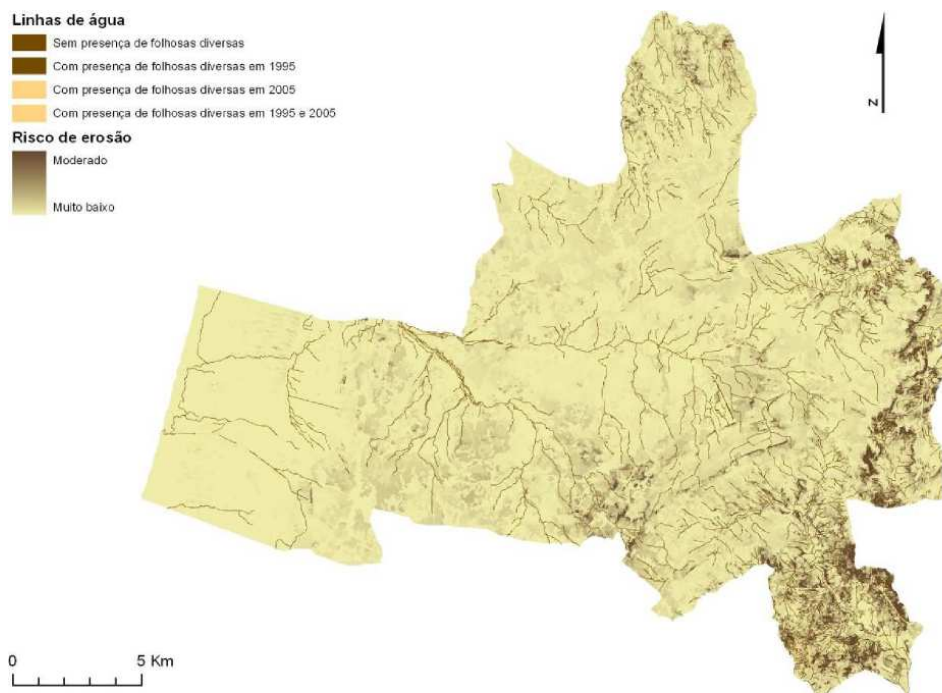 Linhas de água
Sem presença de folhosas diversas
Com presença de folhosas diversas em 1995
Com presença de folhosas diversas em 2005
Com presença de folhosas diversas em 1995 e 2005
Risco de erosão
Moderado
Muito baixo
N
0 5 Km